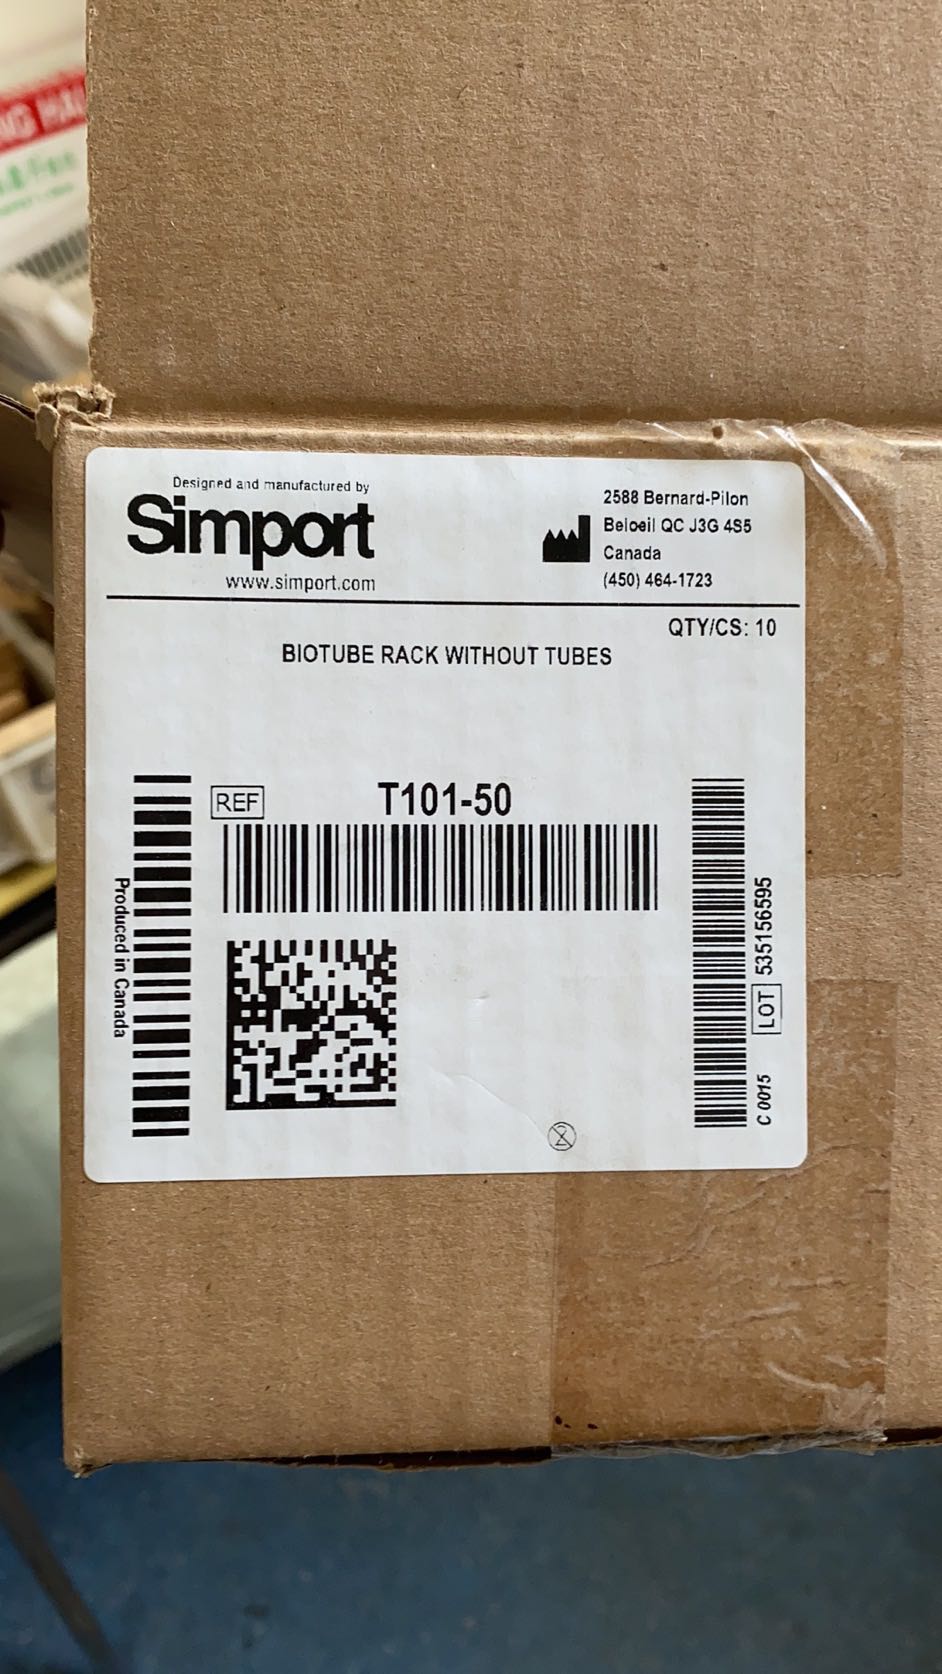 Designed and manufactured by
Simport
www.simport.com
2588 Bernard-Pilon
Beloeil QC J3G 4S5
Canada
(450) 464-1723
QTY/CS: 10
BIOTUBE RACK WITHOUT TUBES
REF T101-50
Produced in Canada
LOT 535156595
C 0015